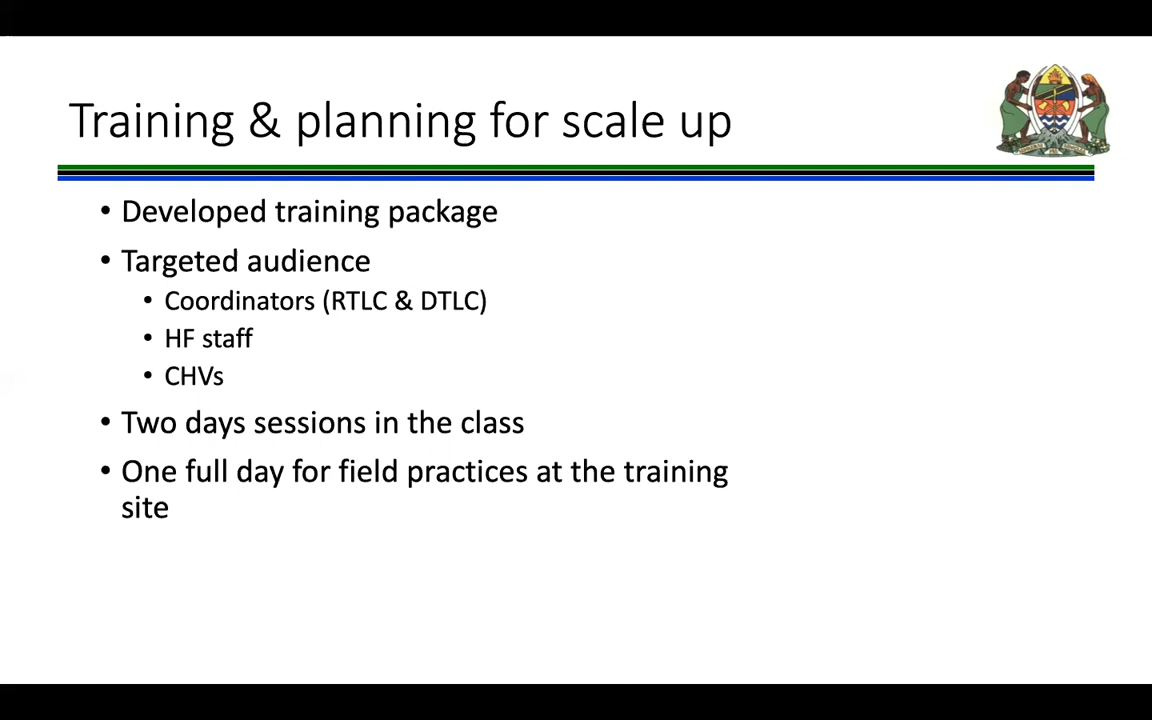 Training & planning for scale up
• Developed training package
• Targeted audience
• Coordinators (RTLC & DTLC)
• HF staff
• CHVs
• Two days sessions in the class
• One full day for field practices at the training
site